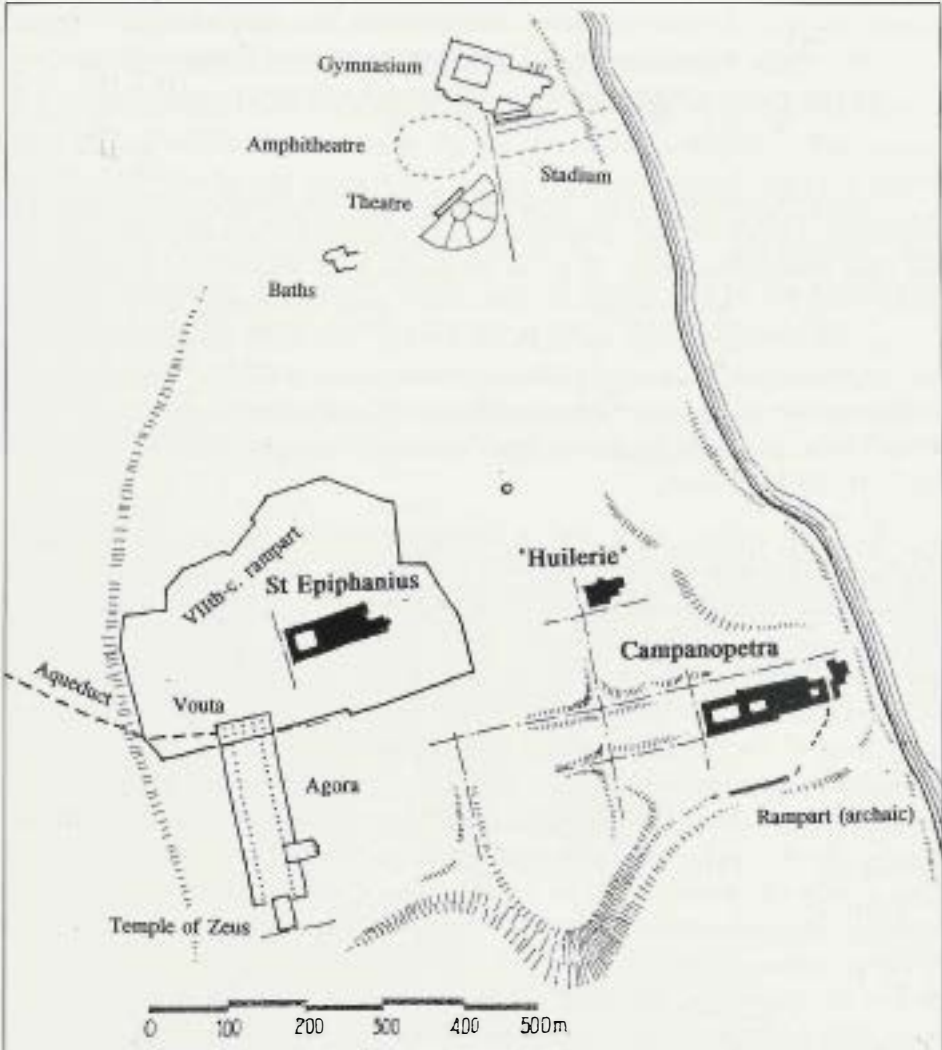 Gymnasium
Amphitheatre
Stadium
Theatre
Baths
"Huilerie"
VIIth-c. rampart
St Epiphanius
Campanopetra
Aqueduct
Vouta
Agora
Rampart (archaic)
Temple of Zeus
0 100 200 300 400 500m